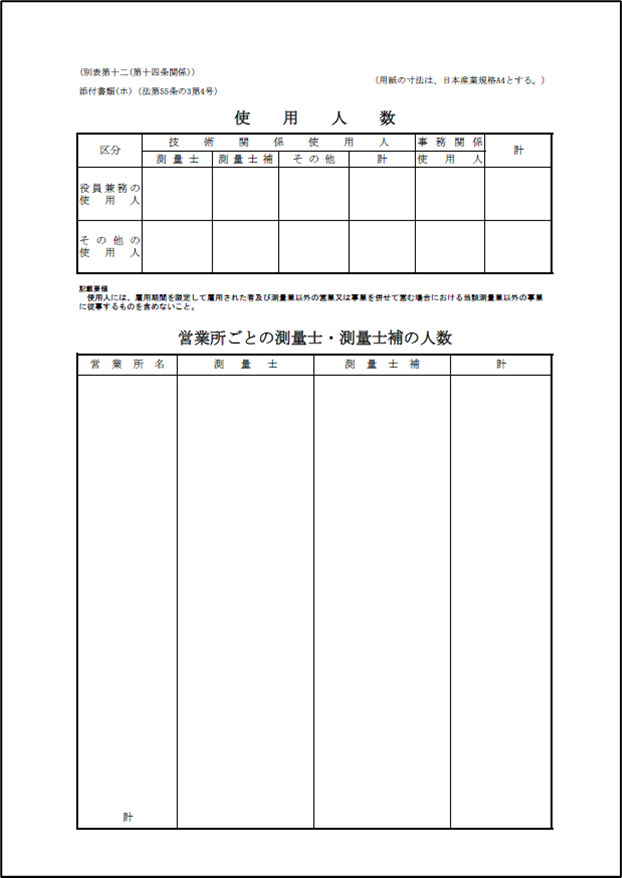 (別表第十二(第十四条関係))
(用紙の寸法は、日本産業規格A4とする。)
添付書類(ホ)(法第55条の3第4号)
使用人数
区分 技術関係使用人 事務関係使用人 計
測量士 測量士補 その他 計
役員兼務の
使用人
その他の
使用人
記載要領
使用人には、雇用期間を限定して雇用された者及び測量業以外の営業又は事業を併せて営む場合における当該測量業以外の事業
に従事するものを含めないこと。
営業所ごとの測量士・測量士補の人数
営業所名 測量士 測量士補 計
計